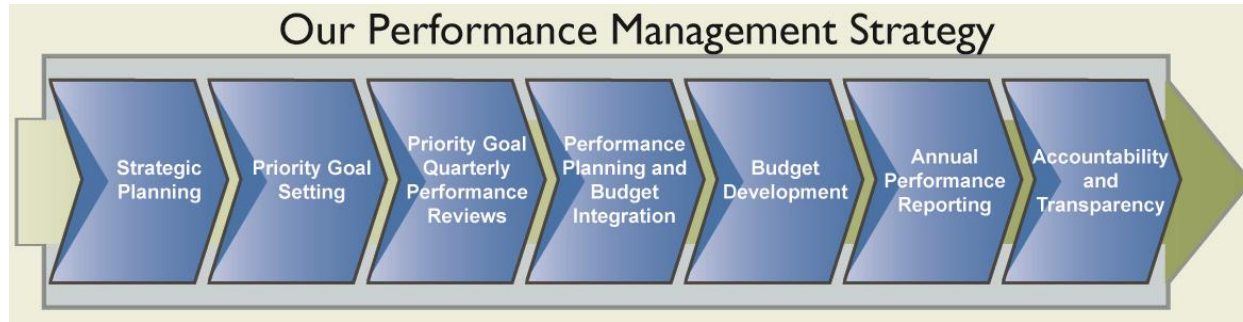 Our Performance Management Strategy
Strategic
Planning
Priority Goal
Setting
Priority Goal
Quarterly
Performance
Reviews
Performance
Planning and
Budget
Integration
Budget
Development
Annual
Performance
Reporting
Accountability
and
Transparency